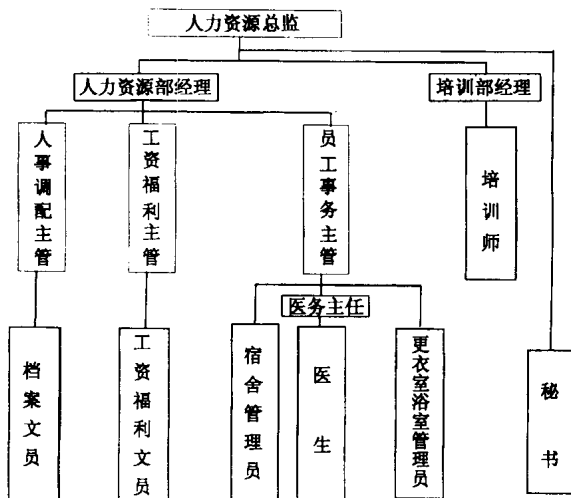 人力资源总监
人力资源部经理
培训部经理
人事调配主管
工资福利主管
员工事务主管
培训师
医务主任
档案文员
工资福利文员
宿舍管理员
医生
更衣室浴室管理员
秘书